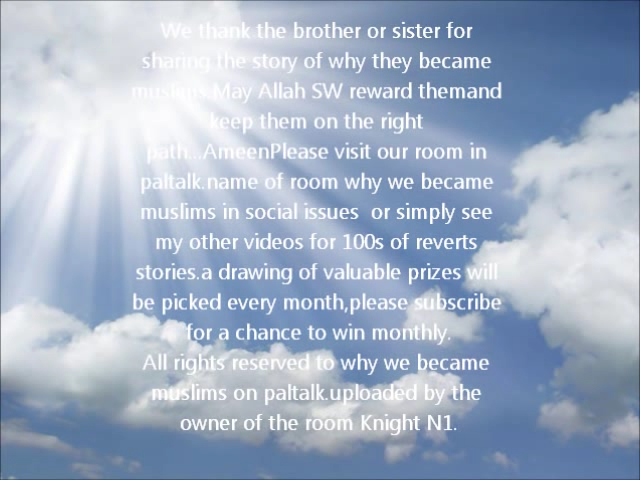 We thank the brother or sister for
sharing the story of why they became
muslims.May Allah SW reward themand
keep them on the right
path...AmeenPlease visit our room in
paltalk.name of room why we became
muslims in social issues  or simply see
my other videos for 100s of reverts
stories.a drawing of valuable prizes will
be picked every month,please subscribe
for a chance to win monthly.
All rights reserved to why we became
muslims on paltalk.uploaded by the
owner of the room Knight N1.